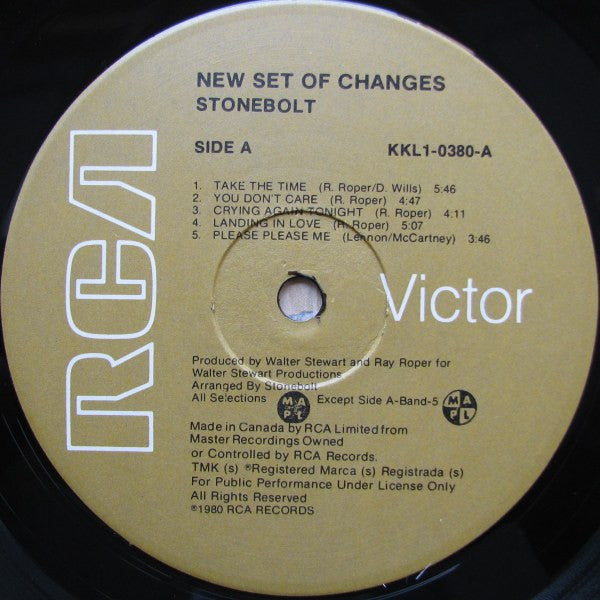 NEW SET OF CHANGES
STONEBOLT
SIDE A KKL1-0380-A
1. TAKE THE TIME (R. Roper/D. Wills) 5:46
2. YOU DON'T CARE (R. Roper) 4:47
3. CRYING AGAIN TONIGHT (R. Roper) 4:11
4. LANDING IN LOVE (R. Roper) 5:07
5. PLEASE PLEASE ME (Lennon/McCartney) 3:46
RCA
Victor
Produced by Walter Stewart and Ray Roper for
Walter Stewart Productions
Arranged By Stonebolt
All Selections MAPL Except Side A-Band-5 MAPL
Made in Canada by RCA Limited from
Master Recordings Owned
or Controlled by RCA Records.
TMK (s) ®Registered Marca (s) Registrada (s)
For Public Performance Under License Only
All Rights Reserved
℗1980 RCA RECORDS